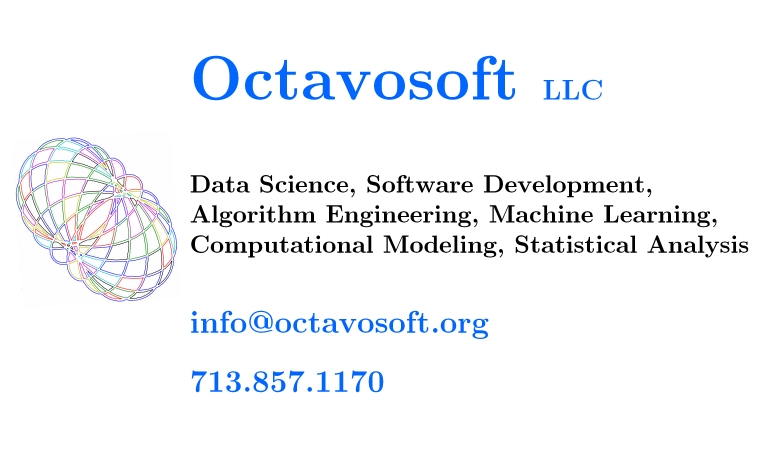 Octavosoft LLC
Data Science, Software Development,
Algorithm Engineering, Machine Learning,
Computational Modeling, Statistical Analysis
info@octavosoft.org
713.857.1170